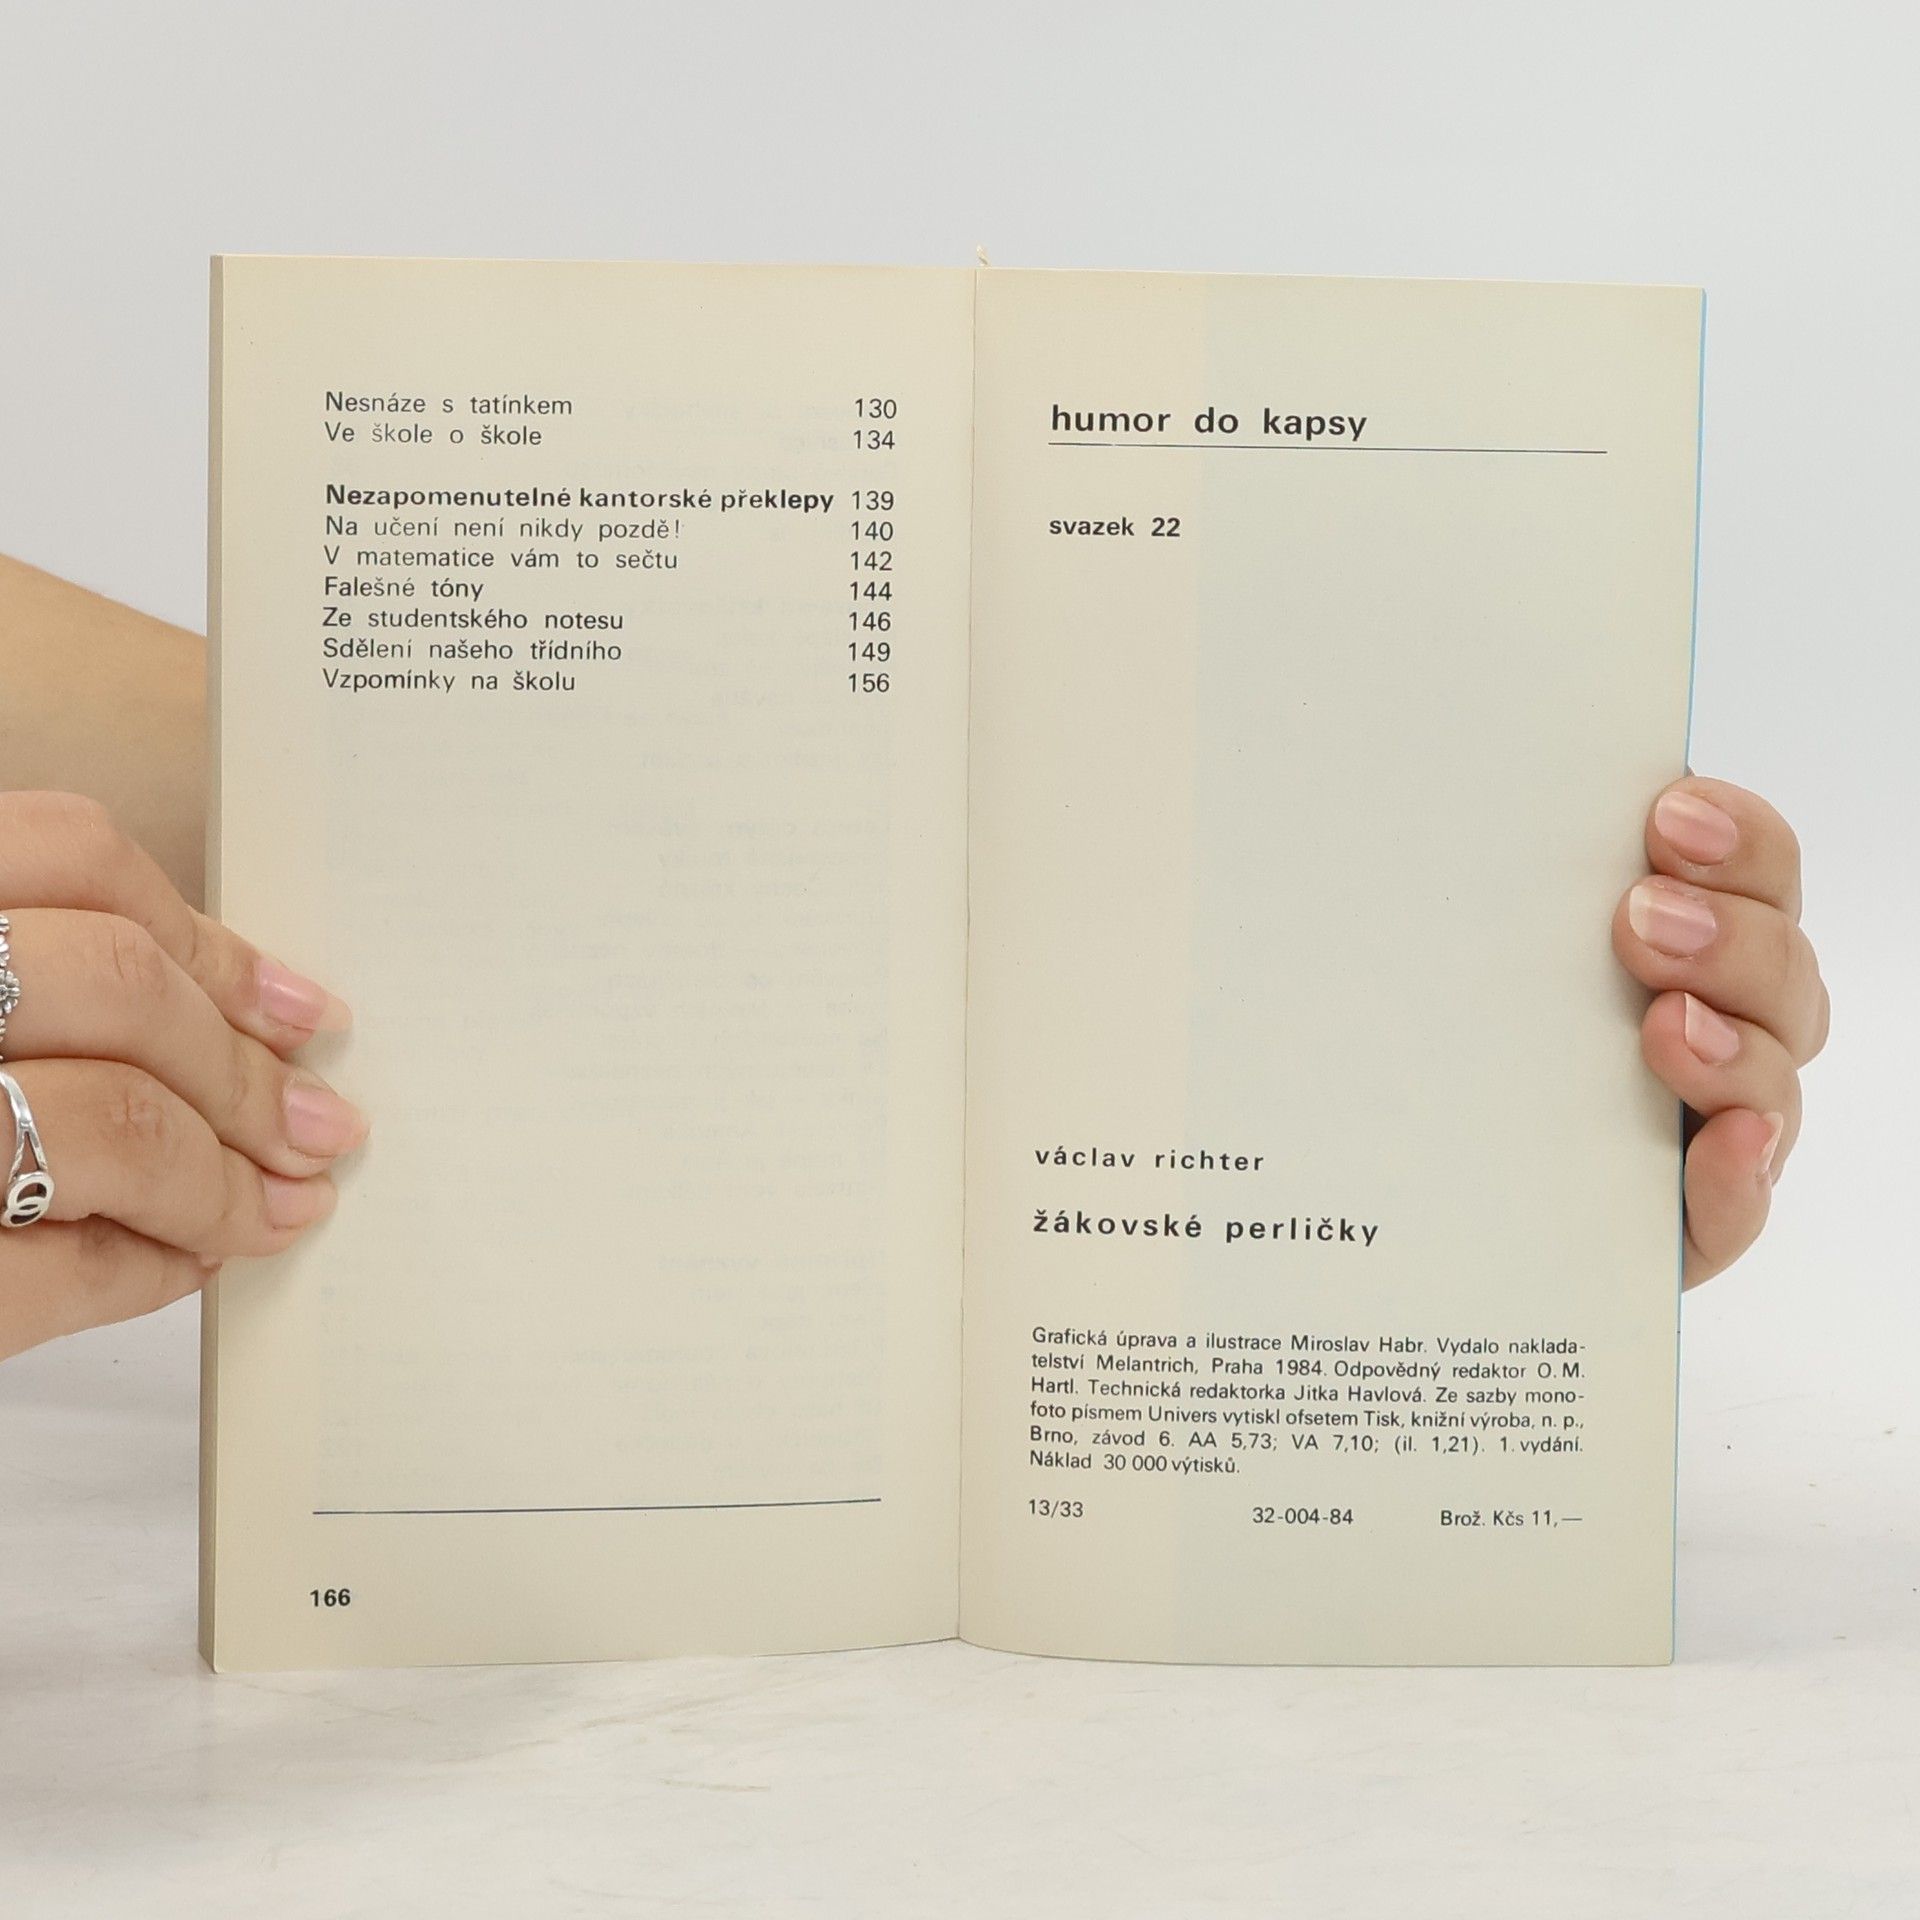 Nesnáze s tatínkem 130
Ve škole o škole 134
Nezapomenutelné kantorské překlepy 139
Na učení není nikdy pozdě! 140
V matematice vám to sečtu 142
Falešné tóny 144
Ze studentského notesu 146
Sdělení našeho třídního 149
Vzpomínky na školu 156
166
humor do kapsy
svazek 22
václav richter
žákovské perličky
Grafická úprava a ilustrace Miroslav Habr. Vydalo naklada-
telství Melantrich, Praha 1984. Odpovědný redaktor O. M.
Hartl. Technická redaktorka Jitka Havlová. Ze sazby mono-
foto písmem Univers vytiskl ofsetem Tisk, knižní výroba, n. p.,
Brno, závod 6. AA 5,73; VA 7,10; (il. 1,21). 1. vydání.
Náklad 30 000 výtisků.
13/33 32-004-84 Brož. Kčs 11,—